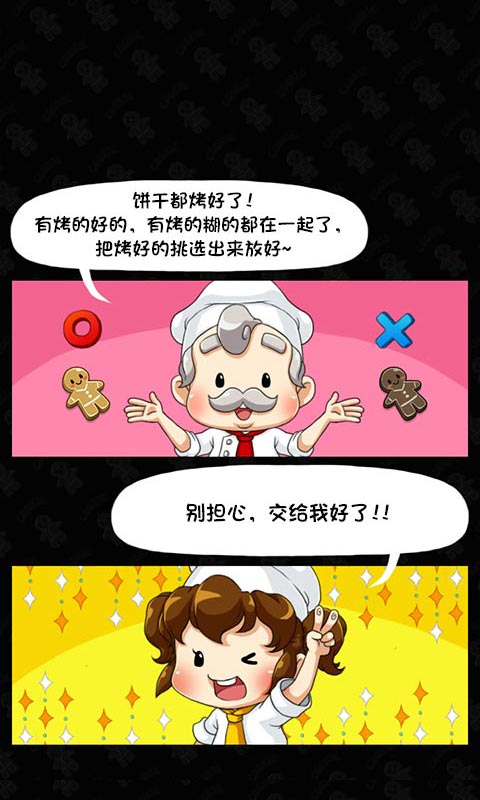 饼干都烤好了!
有烤的好的，有烤的糊的都在一起了，
把烤好的挑选出来放好~
别担心，交给我好了!!